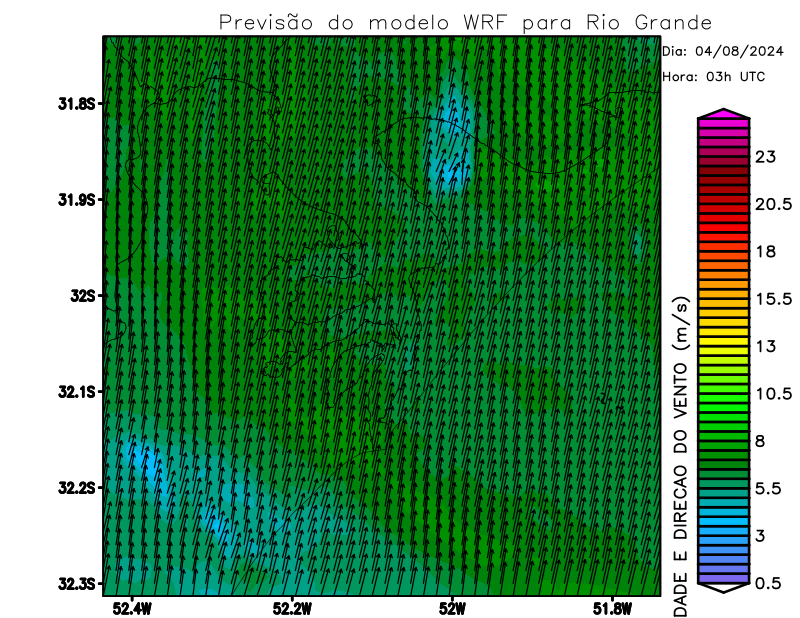 Previsão do modelo WRF para Rio Grande
Dia: 04/08/2024
Hora: 03h UTC
31.8S
31.9S
32S
32.1S
32.2S
32.3S
52.4W
52.2W
52W
51.8W
DADE E DIRECAO DO VENTO (m/s)
23
20.5
18
15.5
13
10.5
8
5.5
3
0.5